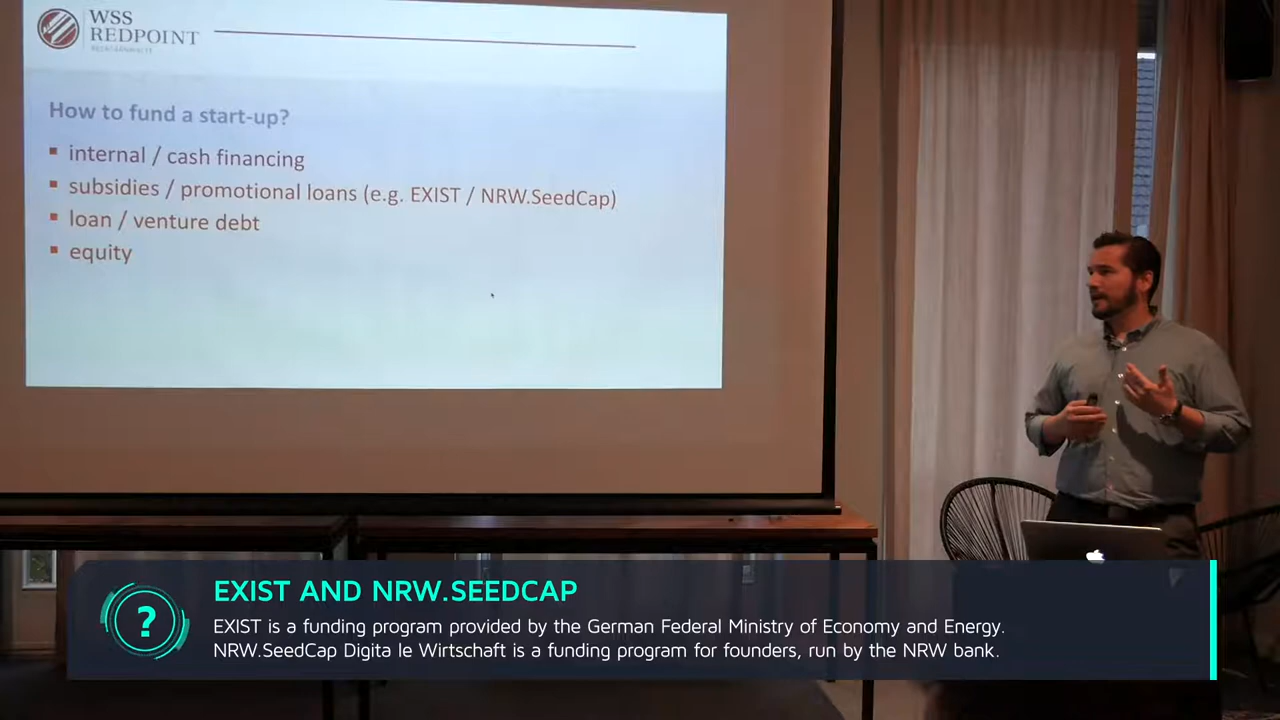 WSS
REDPOINT
RECHTSANWÄLTE
How to fund a start-up?
▪ internal / cash financing
▪ subsidies / promotional loans (e.g. EXIST / NRW.SeedCap)
▪ loan / venture debt
▪ equity
?
EXIST AND NRW.SEEDCAP
EXIST is a funding program provided by the German Federal Ministry of Economy and Energy.
NRW.SeedCap Digita le Wirtschaft is a funding program for founders, run by the NRW bank.